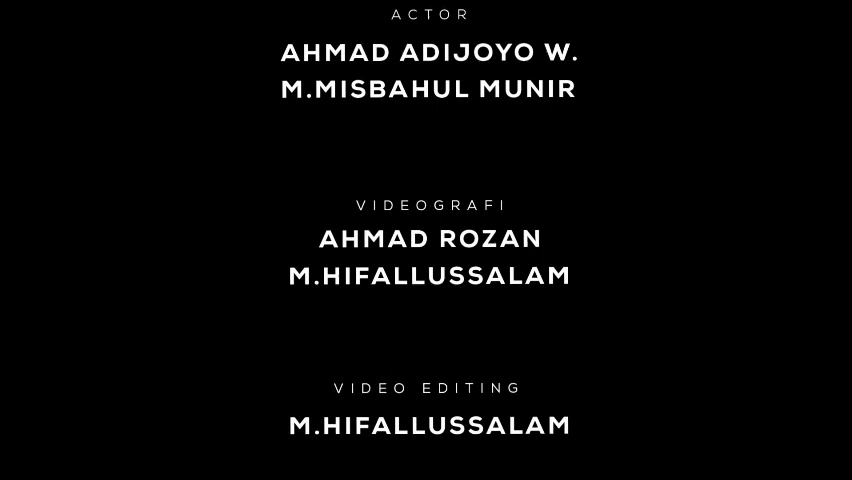 ACTOR
AHMAD ADIJOYO W.
M.MISBAHUL MUNIR
VIDEOGRAFI
AHMAD ROZAN
M.HIFALLUSSALAM
VIDEO EDITING
M.HIFALLUSSALAM